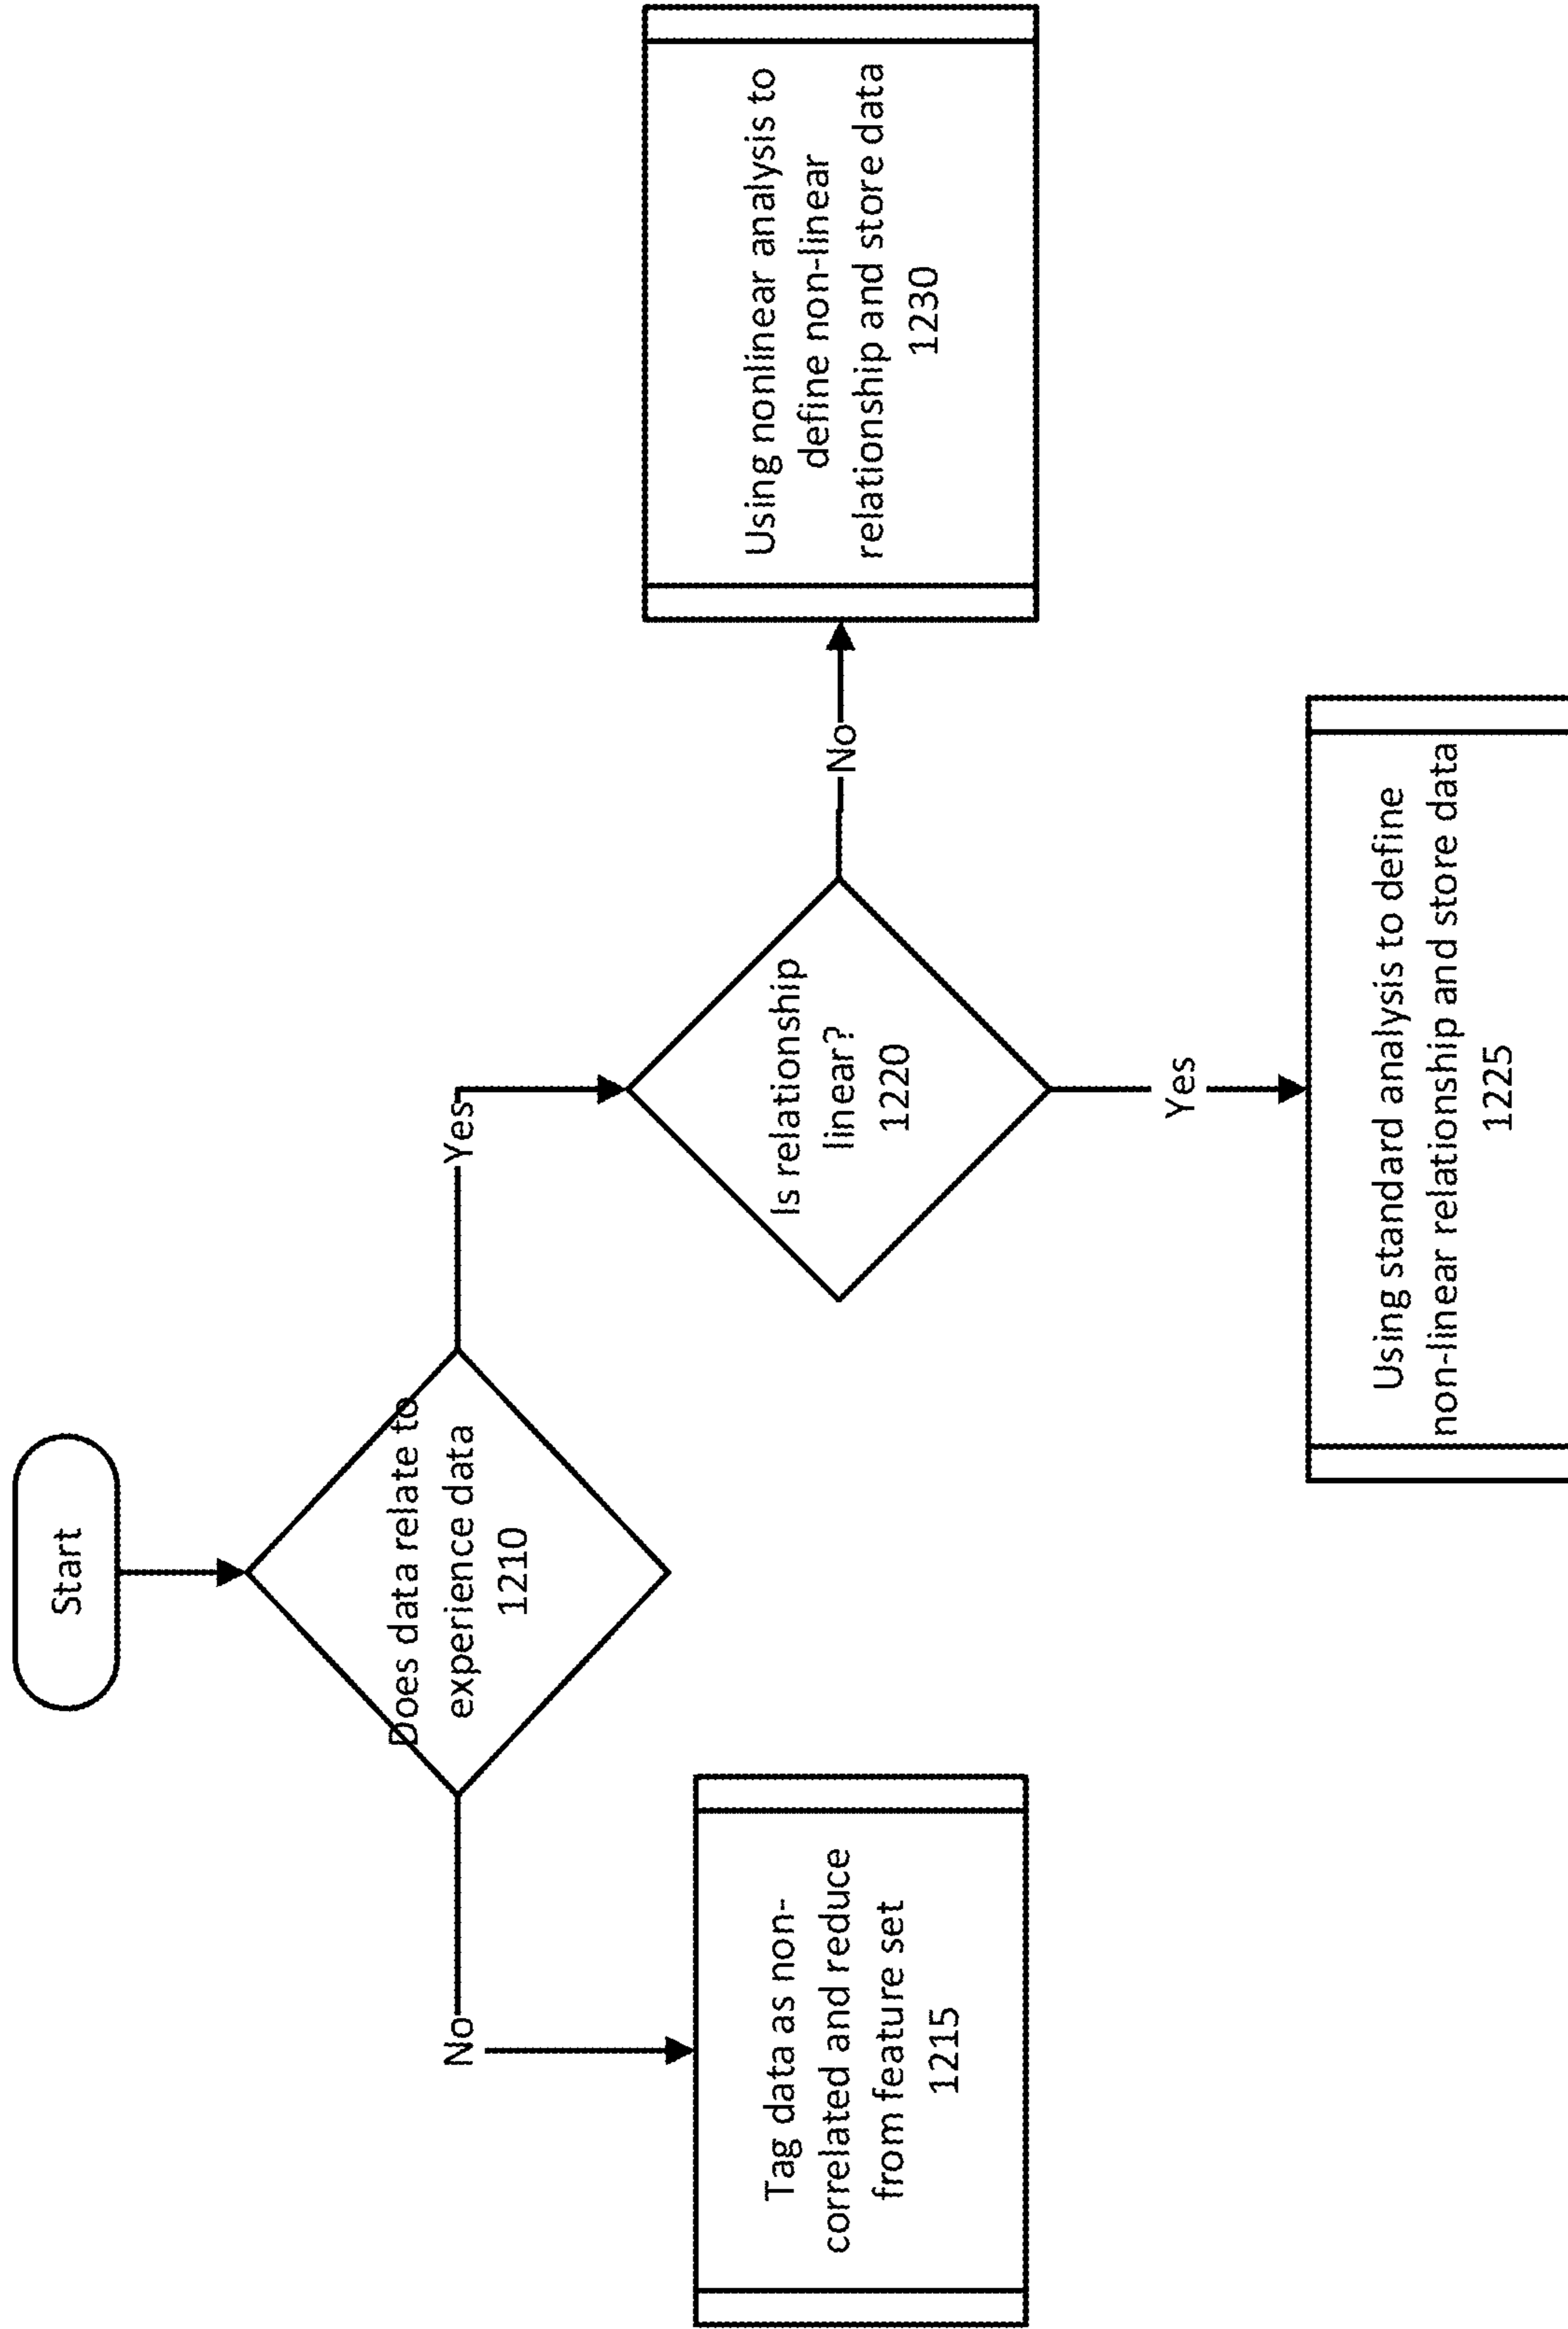 Start
Does data relate to
experience data
1210
No
Yes
Tag data as non-
correlated and reduce
from feature set
1215
Is relationship
linear?
1220
No
Yes
Using nonlinear analysis to
define non-linear
relationship and store data
1230
Using standard analysis to define
non-linear relationship and store data
1225